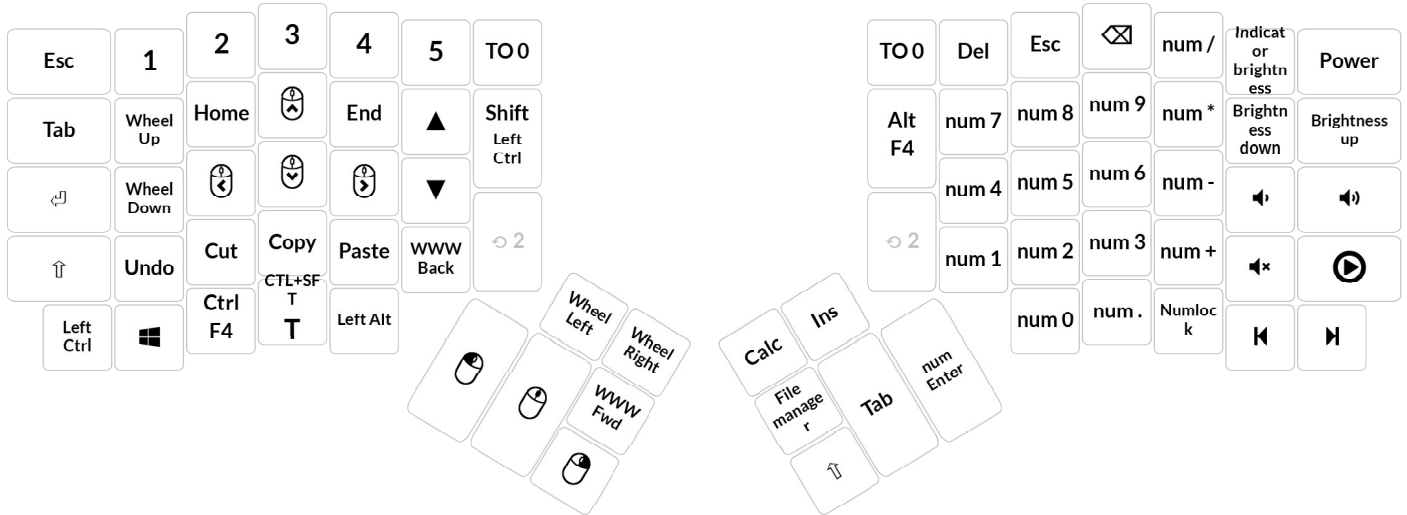 Esc
1
2
3
4
5
TO 0
Tab
Wheel
Up
Home
End
▲
Shift
Left
Ctrl
⏎
Wheel
Down
▼
⇧
Undo
Cut
Copy
Paste
WWW
Back
⟲ 2
Left
Ctrl
Ctrl
F4
CTL+SF
T
T
Left Alt
Wheel
Left
Wheel
Right
WWW
Fwd
TO 0
Del
Esc
⌫
num /
Indicat
or
brightn
ess
Power
Alt
F4
num 7
num 8
num 9
num *
Brightn
ess
down
Brightness
up
num 4
num 5
num 6
num -
⟲ 2
num 1
num 2
num 3
num +
num 0
num .
Numloc
k
Calc
Ins
File
manage
r
Tab
num
Enter
⇧